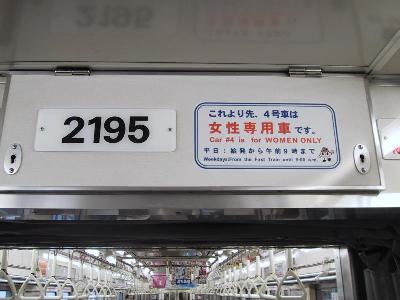 2195
これより先、4号車は
女性専用車です。
Car #4 is for WOMEN ONLY
平日:始発から午前9時まで
Weekdays:From the Fast Train until 9:00 a.m.